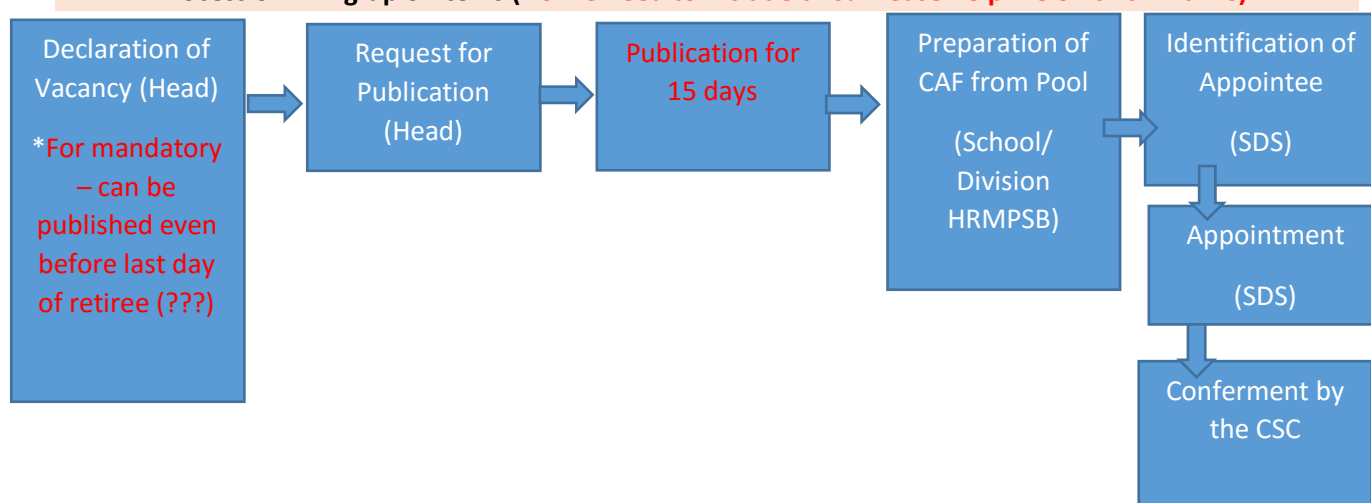 Declaration of
Vacancy (Head)
*For mandatory
– can be
published even
before last day
of retiree (???)
Request for
Publication
(Head)
Publication for
15 days
Preparation of
CAF from Pool
(School/
Division
HRMPSB)
Identification of
Appointee
(SDS)
Appointment
(SDS)
Conferment by
the CSC